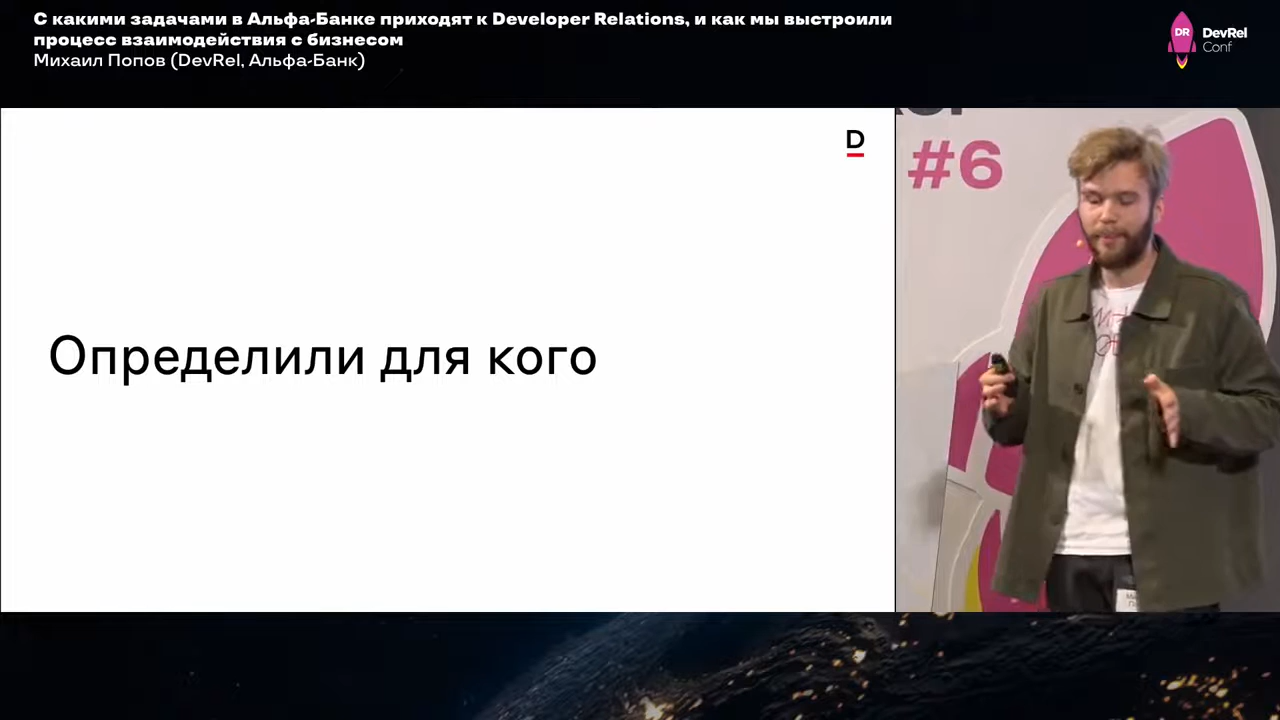 С какими задачами в Альфа-Банке приходят к Developer Relations, и как мы выстроили
процесс взаимодействия с бизнесом
Михаил Попов (DevRel, Альфа-Банк)
DR
DevRel
Conf
D
#6
Определили для кого